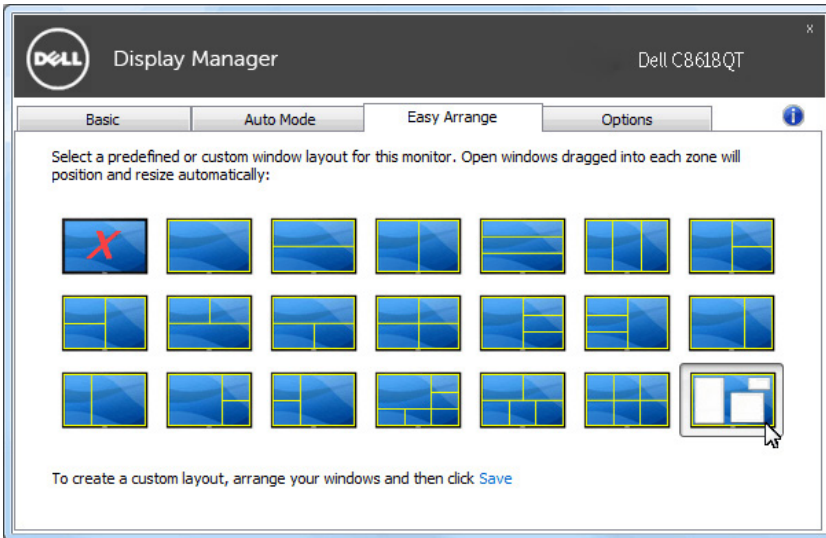 x
DELL
Display Manager
Dell C8618QT
Basic
Auto Mode
Easy Arrange
Options
i
Select a predefined or custom window layout for this monitor. Open windows dragged into each zone will
position and resize automatically:
X
To create a custom layout, arrange your windows and then click Save